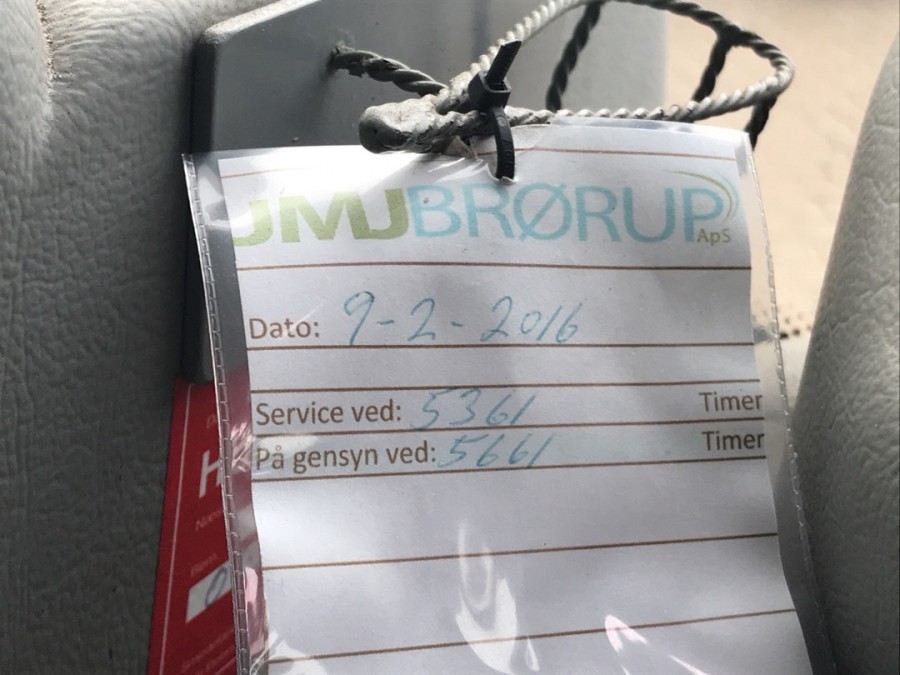 JMJBRØRUP
ApS
Dato: 9-2-2016
Service ved: 5361 Timer
På gensyn ved: 5661 Timer